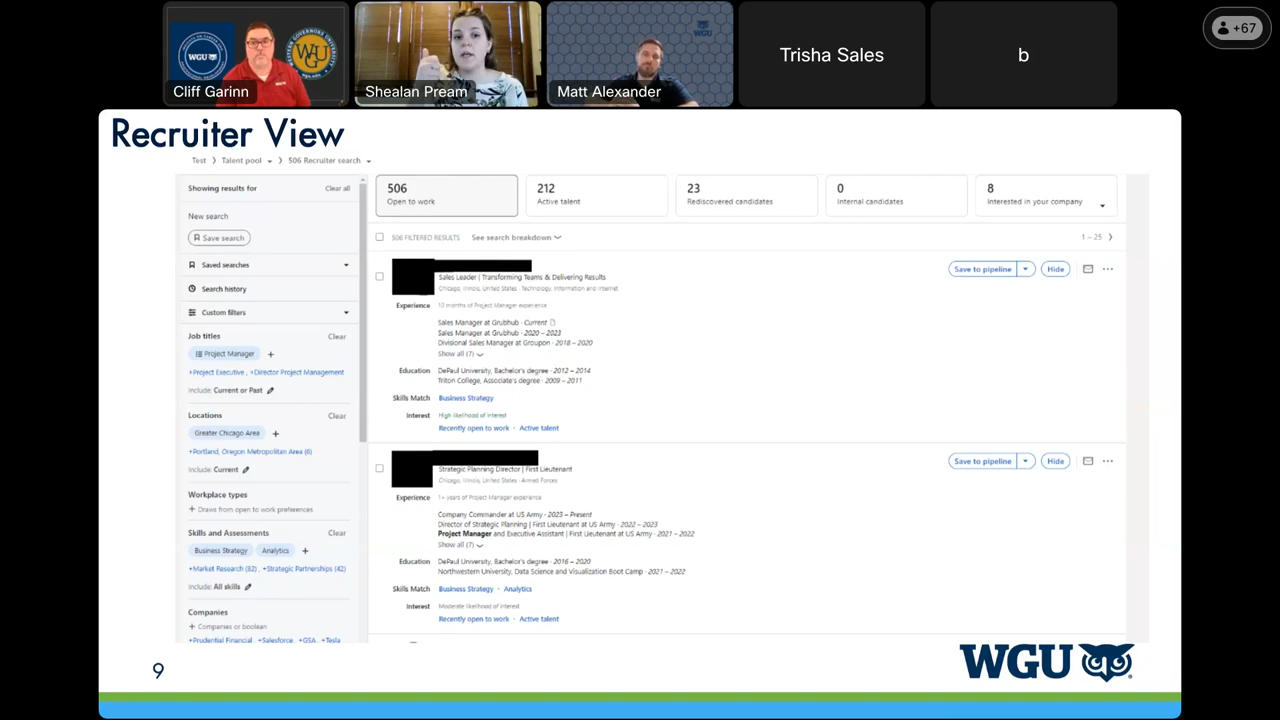 WGU
WGU
WGU
Cliff Garinn
Shealan Pream
Matt Alexander
Trisha Sales
b
+67
Recruiter View
Test > Talent pool > 506 Recruiter search
Showing results for Clear all
New search
Save search
Saved searches
Search history
Custom filters
Job titles Clear
Project Manager +
+Project Executive , +Director Project Management
Include: Current or Past
Locations Clear
Greater Chicago Area +
+Portland, Oregon Metropolitan Area (6)
Include: Current
Workplace types
+ Draws from open to work preferences
Skills and Assessments Clear
Business Strategy Analytics +
+Market Research (82) , +Strategic Partnerships (42)
Include: All skills
Companies
+ Companies or boolean
+Prudential Financial , +Salesforce , +GSA, +Tesla
506
Open to work
212
Active talent
23
Rediscovered candidates
0
Internal candidates
8
Interested in your company
506 FILTERED RESULTS See search breakdown 1 – 25 >
Sales Leader | Transforming Teams & Delivering Results
Chicago, Illinois, United States · Technology, Information and Internet
Save to pipeline Hide
Experience 10 months of Project Manager experience
Sales Manager at Grubhub · Current
Sales Manager at Grubhub · 2020 – 2023
Divisional Sales Manager at Groupon · 2018 – 2020
Show all (7)
Education DePaul University, Bachelor's degree · 2012 – 2014
Triton College, Associate's degree · 2009 – 2011
Skills Match Business Strategy
Interest High likelihood of interest
Recently open to work · Active talent
Strategic Planning Director | First Lieutenant
Chicago, Illinois, United States · Armed Forces
Save to pipeline Hide
Experience 1+ years of Project Manager experience
Company Commander at US Army · 2023 – Present
Director of Strategic Planning | First Lieutenant at US Army · 2022 – 2023
Project Manager and Executive Assistant | First Lieutenant at US Army · 2021 – 2022
Show all (7)
Education DePaul University, Bachelor's degree · 2016 – 2020
Northwestern University, Data Science and Visualization Boot Camp · 2021 – 2022
Skills Match Business Strategy · Analytics
Interest Moderate likelihood of interest
Recently open to work · Active talent
9
WGU